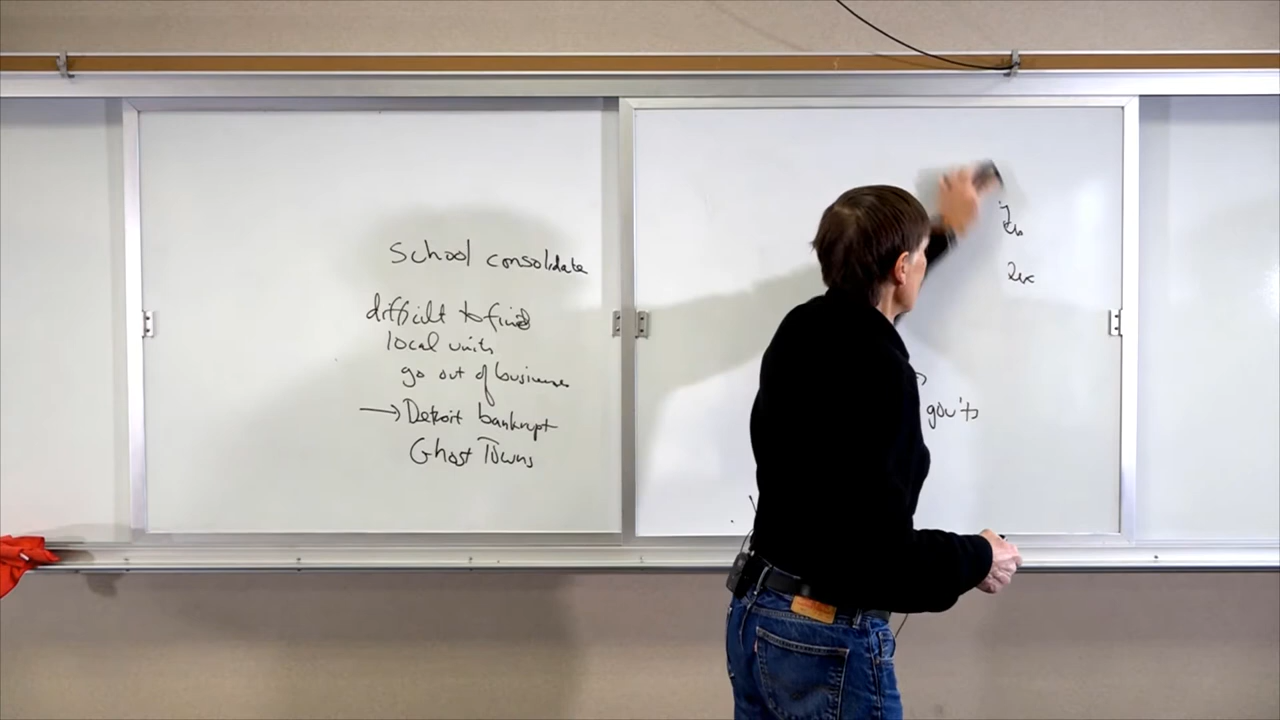 School consolidate
difficult to find
local units
go out of business
→ Detroit bankrupt
Ghost Towns
gov'ts